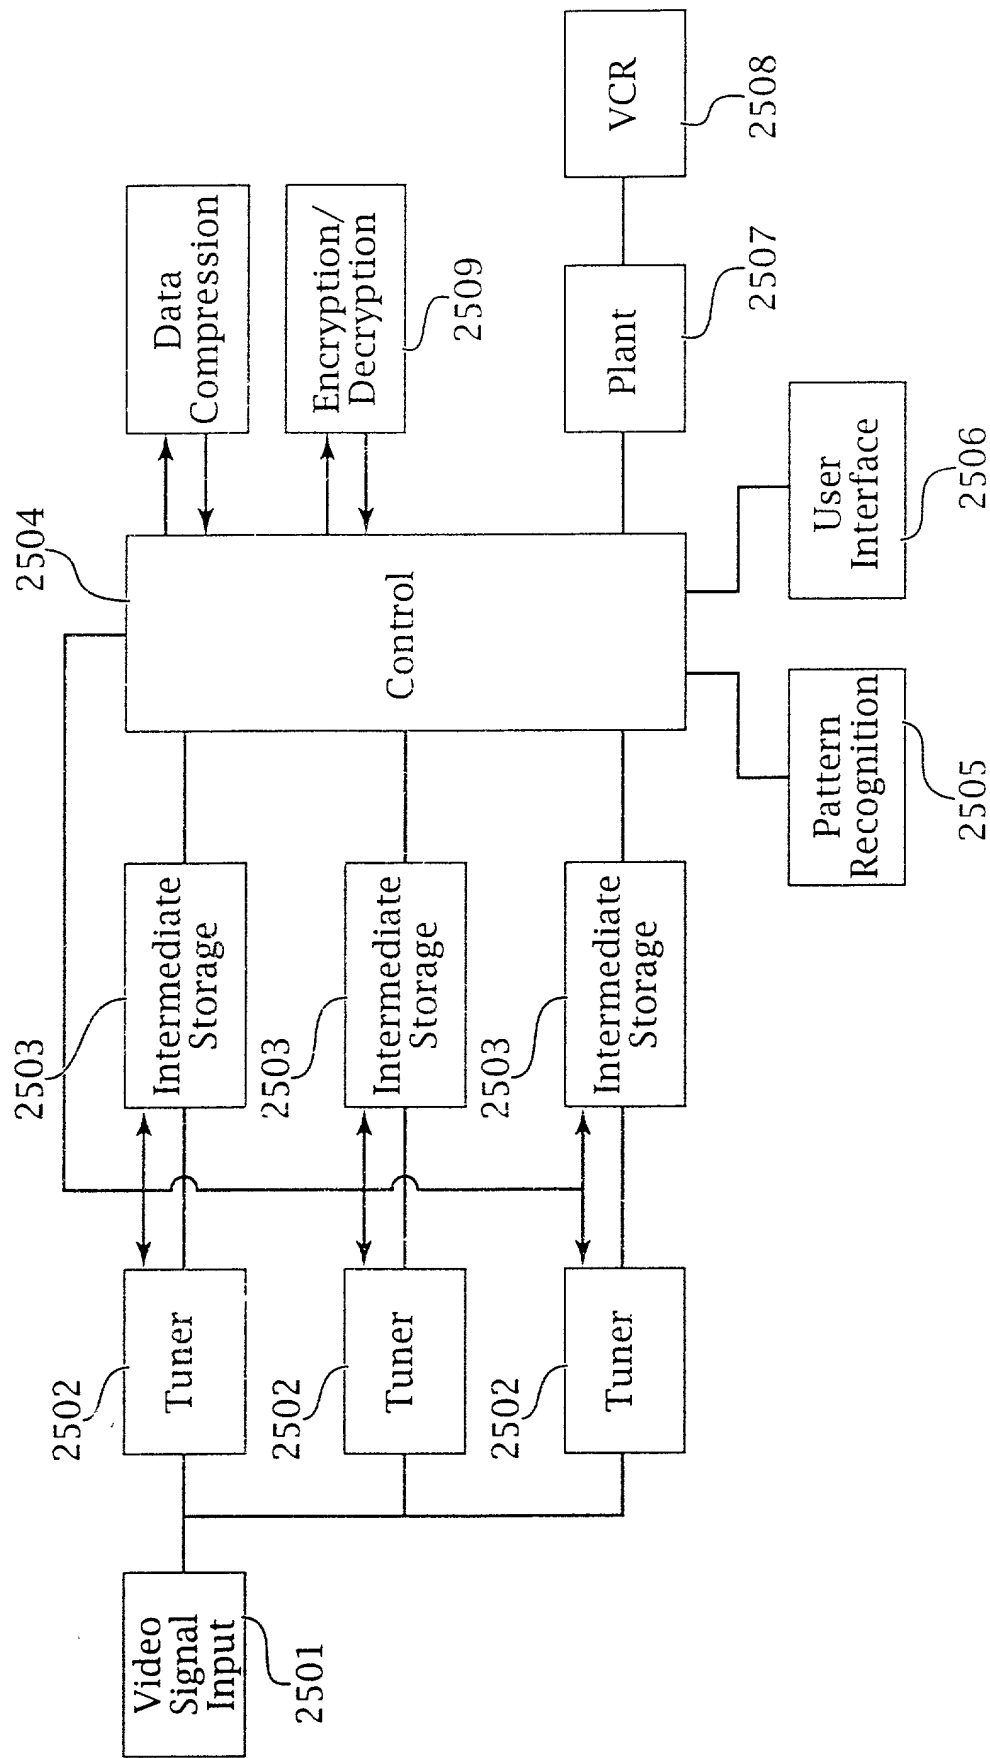 Video
Signal
Input
2501
2502
Tuner
2502
Tuner
2502
Tuner
2503
Intermediate
Storage
2503
Intermediate
Storage
2503
Intermediate
Storage
2504
Control
Pattern
Recognition
2505
User
Interface
2506
Data
Compression
Encryption/
Decryption
2509
Plant
2507
VCR
2508